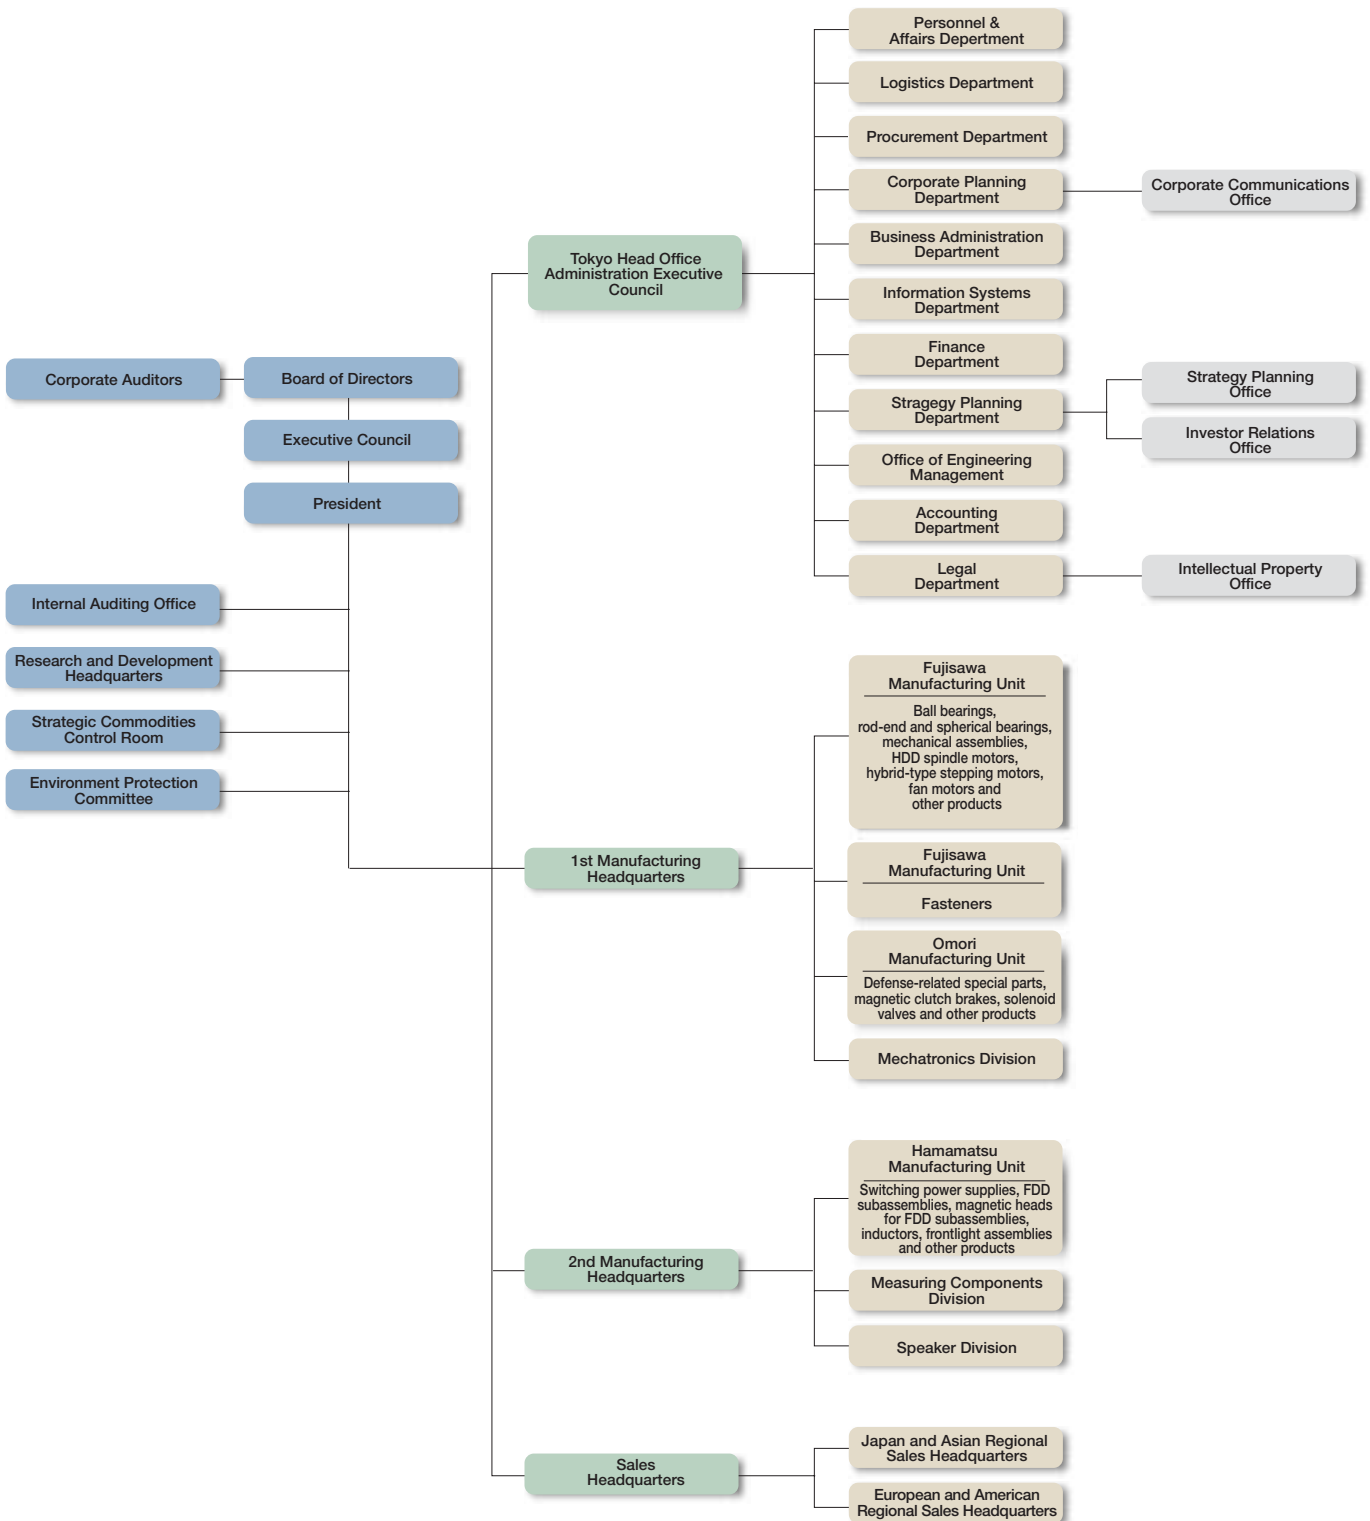 Personnel &
Affairs Depertment
Logistics Department
Procurement Department
Corporate Planning
Department
Corporate Communications
Office
Business Administration
Department
Tokyo Head Office
Administration Executive
Council
Information Systems
Department
Finance
Department
Corporate Auditors
Board of Directors
Strategy Planning
Office
Stragegy Planning
Department
Executive Council
Investor Relations
Office
Office of Engineering
Management
President
Accounting
Department
Legal
Department
Intellectual Property
Office
Internal Auditing Office
Research and Development
Headquarters
Strategic Commodities
Control Room
Environment Protection
Committee
Fujisawa
Manufacturing Unit
Ball bearings,
rod-end and spherical bearings,
mechanical assemblies,
HDD spindle motors,
hybrid-type stepping motors,
fan motors and
other products
1st Manufacturing
Headquarters
Fujisawa
Manufacturing Unit
Fasteners
Omori
Manufacturing Unit
Defense-related special parts,
magnetic clutch brakes, solenoid
valves and other products
Mechatronics Division
Hamamatsu
Manufacturing Unit
Switching power supplies, FDD
subassemblies, magnetic heads
for FDD subassemblies,
inductors, frontlight assemblies
and other products
2nd Manufacturing
Headquarters
Measuring Components
Division
Speaker Division
Japan and Asian Regional
Sales Headquarters
Sales
Headquarters
European and American
Regional Sales Headquarters